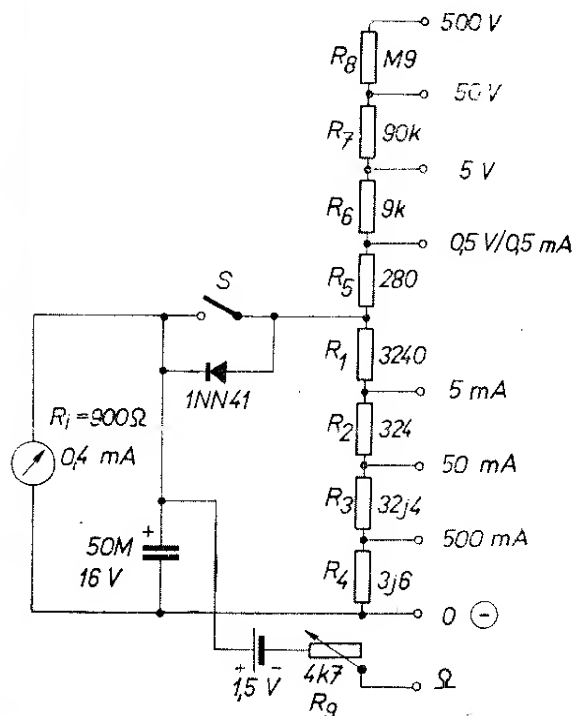 500 V
R8 M9
50 V
R7 90k
5 V
R6 9k
0,5 V/0,5 mA
S
R5 280
R1 3240
1NN41
5 mA
Ri = 900Ω
R2 324
0,4 mA
50 mA
R3 32j4
+
50M
500 mA
16 V
R4 3j6
0 −
+ −
1,5 V
4k7
Ω
R9